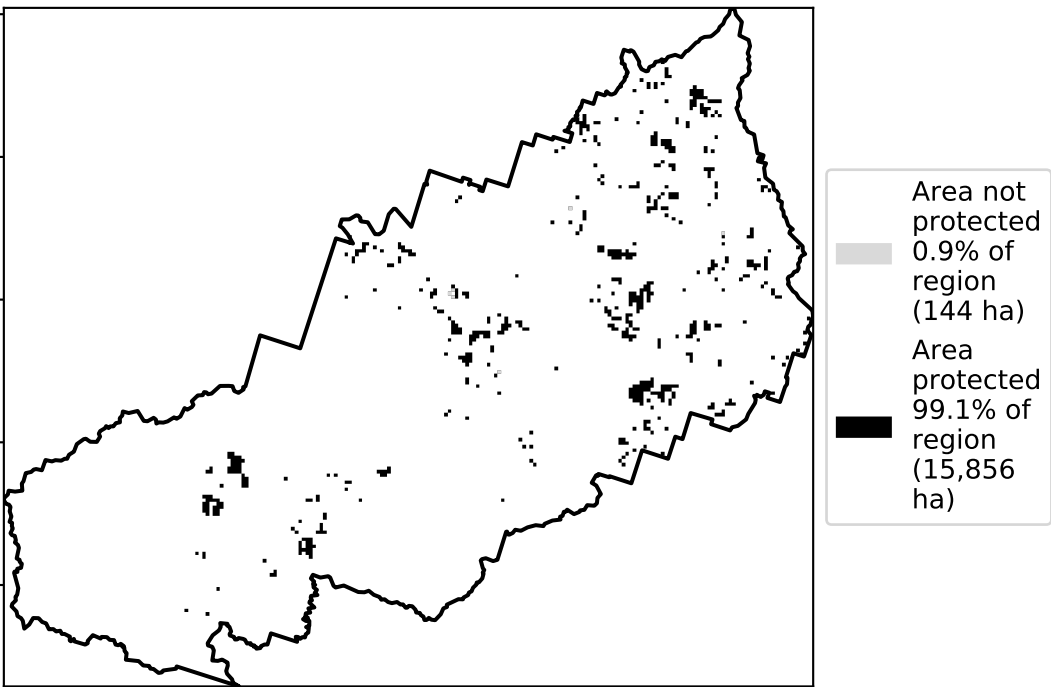 Area not
protected
0.9% of
region
(144 ha)
Area
protected
99.1% of
region
(15,856
ha)